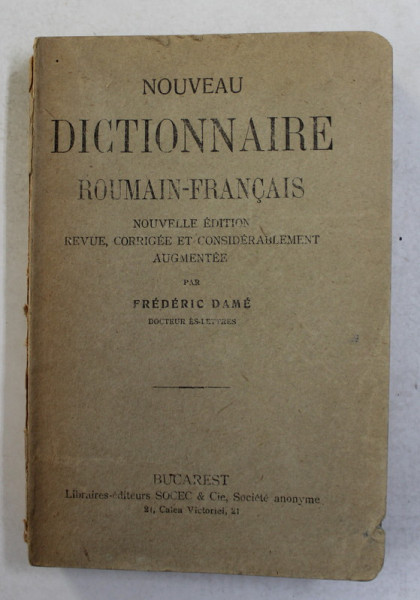 NOUVEAU
DICTIONNAIRE
ROUMAIN-FRANÇAIS
NOUVELLE ÉDITION
REVUE, CORRIGÉE ET CONSIDÉRABLEMENT
AUGMENTÉE
PAR
FRÉDÉRIC DAMÉ
DOCTEUR ÈS-LETTRES
BUCAREST
Libraires-éditeurs SOCEC & Cie, Société anonyme
21, Calea Victoriei, 21